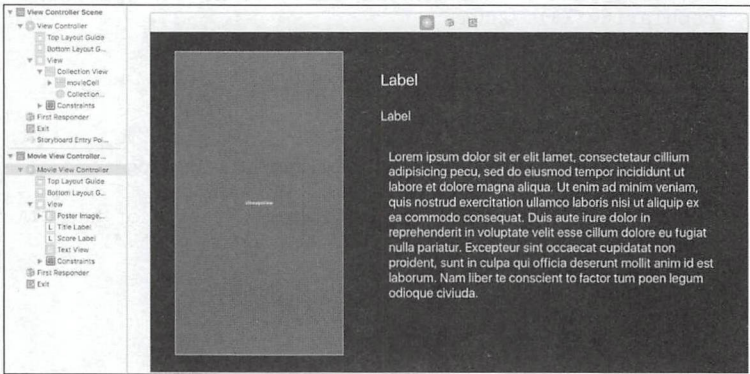 View Controller Scene
View Controller
Top Layout Guide
Bottom Layout G...
View
Collection View
movieCell
Collection...
Constraints
First Responder
Exit
Storyboard Entry Poi...
Movie View Controller...
Movie View Controller
Top Layout Guide
Bottom Layout G...
View
Poster Image...
L Title Label
L Score Label
Text View
Constraints
First Responder
Exit
UIImageView
Label
Label
Lorem ipsum dolor sit er elit lamet, consectetaur cillium
adipisicing pecu, sed do eiusmod tempor incididunt ut
labore et dolore magna aliqua. Ut enim ad minim veniam,
quis nostrud exercitation ullamco laboris nisi ut aliquip ex
ea commodo consequat. Duis aute irure dolor in
reprehenderit in voluptate velit esse cillum dolore eu fugiat
nulla pariatur. Excepteur sint occaecat cupidatat non
proident, sunt in culpa qui officia deserunt mollit anim id est
laborum. Nam liber te conscient to factor tum poen legum
odioque civiuda.